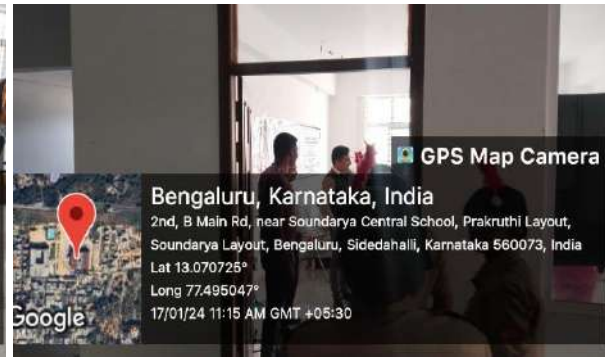 GPS Map Camera
Bengaluru, Karnataka, India
2nd, B Main Rd, near Soundarya Central School, Prakruthi Layout,
Soundarya Layout, Bengaluru, Sidedahalli, Karnataka 560073, India
Lat 13.070725°
Long 77.495047°
17/01/24 11:15 AM GMT +05:30
Google